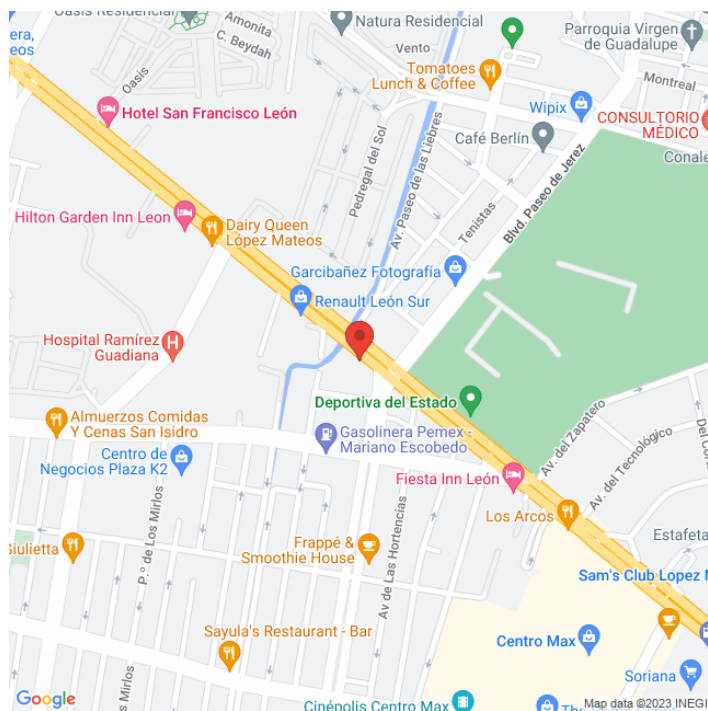 Oasis Residencial
Amonita
C. Beydah
Natura Residencial
Parroquia Virgen
de Guadalupe
era,
eos
Oasis
Vento
Montreal
Tomatoes
Lunch & Coffee
Hotel San Francisco León
Wipix
CONSULTORIO
MÉDICO
Café Berlín
Conale
Pedregal del Sol
Av. Paseo de las Liebres
Blvd. Paseo de Jerez
Tenistas
Hilton Garden Inn Leon
Dairy Queen
López Mateos
Garcibañez Fotografía
Renault León Sur
Hospital Ramírez
Guadiana
Deportiva del Estado
Almuerzos Comidas
Y Cenas San Isidro
Gasolinera Pemex -
Mariano Escobedo
Av. del Zapatero
Av. del Tecnológico
Centro de
Negocios Plaza K2
Fiesta Inn León
P.º de Los Mirlos
Los Arcos
Estafeta
Giulietta
Frappé &
Smoothie House
Av de Las Hortencias
Sam's Club Lopez M
Sayula's Restaurant - Bar
Centro Max
Soriana
Mirlos
Google
Cinépolis Centro Max
Map data ©2023 INEGI